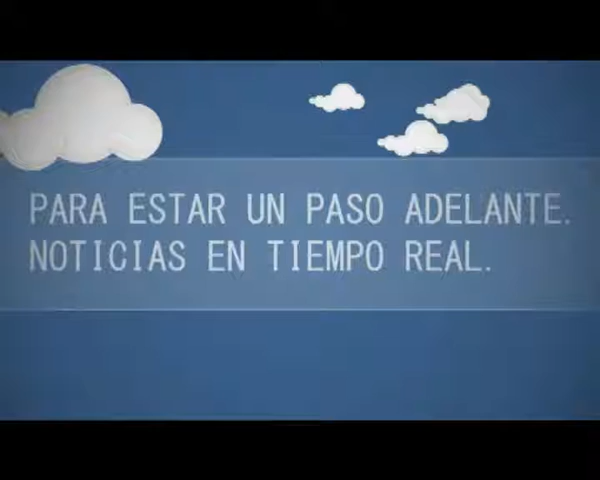 PARA ESTAR UN PASO ADELANTE.
NOTICIAS EN TIEMPO REAL.